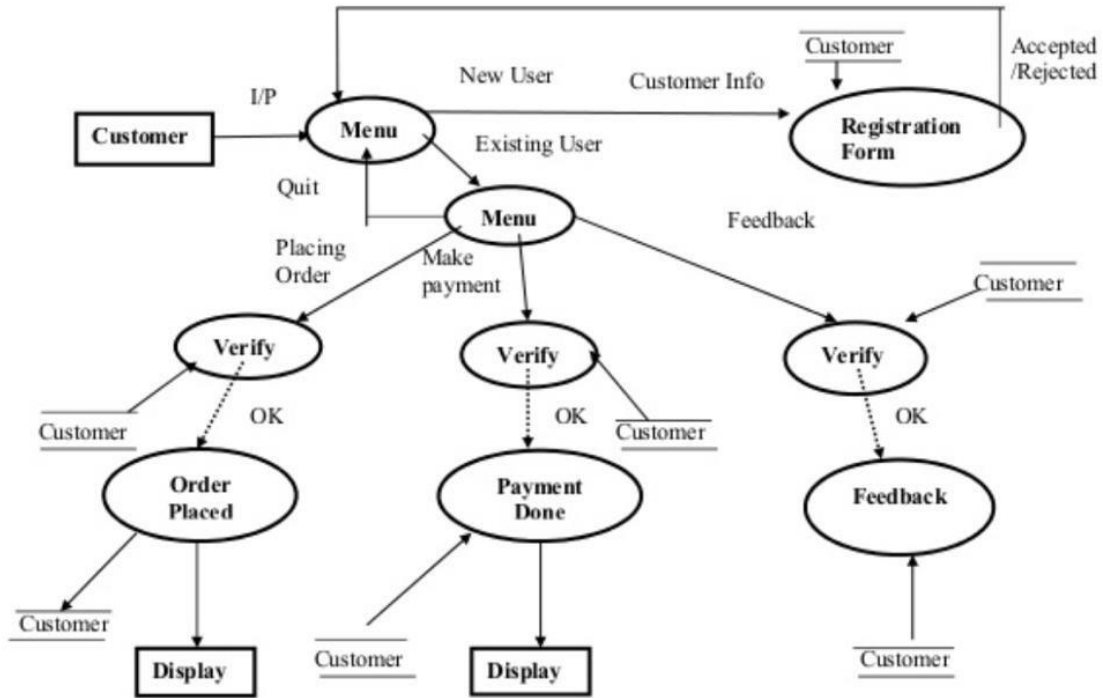 Customer
Accepted
/Rejected
New User
Customer Info
I/P
Customer
Menu
Registration
Form
Existing User
Quit
Menu
Feedback
Placing
Order
Make
payment
Customer
Verify
Verify
Verify
Customer
OK
OK
Customer
OK
Order
Placed
Payment
Done
Feedback
Customer
Customer
Customer
Display
Display